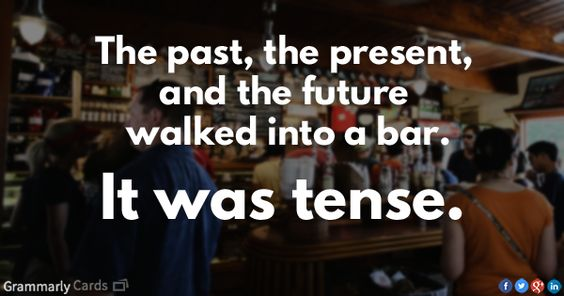 The past, the present,
and the future
walked into a bar.
It was tense.
Grammarly Cards